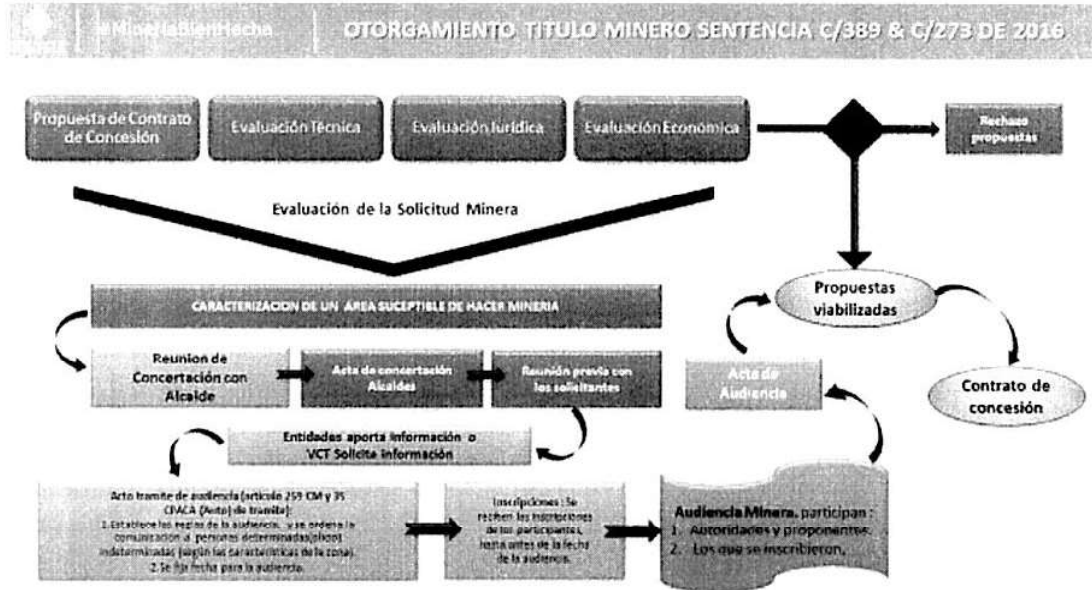 #MineriaBienHecha
OTORGAMIENTO TITULO MINERO SENTENCIA C/389 & C/273 DE 2016
Propuesta de Contrato
de Concesión
Evaluación Técnica
Evaluación Jurídica
Evaluación Económica
Rechazo
propuestas
Evaluación de la Solicitud Minera
Propuestas
viabilizadas
CARACTERIZACION DE UN ÁREA SUCEPTIBLE DE HACER MINERIA
Reunion de
Concertación con
Alcalde
Acta de concertación
Alcaldes
Reunión previa con
los solicitantes
Acta de
Audiencia
Contrato de
concesión
Entidades aporta información o
VCT Solicite información
Acto tramite de audiencia (articulo 259 CM y 35
CPACA (Auto) de tramite):
1. Establece las reglas de la audiencia, y se ordena la
comunicación a personas determinadas(oficio)
indeterminadas (según las características de la zona).
2. Se fija fecha para la audiencia.
Inscripciones: Se
reciben las inscripciones
de los participantes,
hasta antes de la fecha
de la audiencia.
Audiencia Minera. participan :
1. Autoridades y proponentes.
2. Los que se inscribieron.